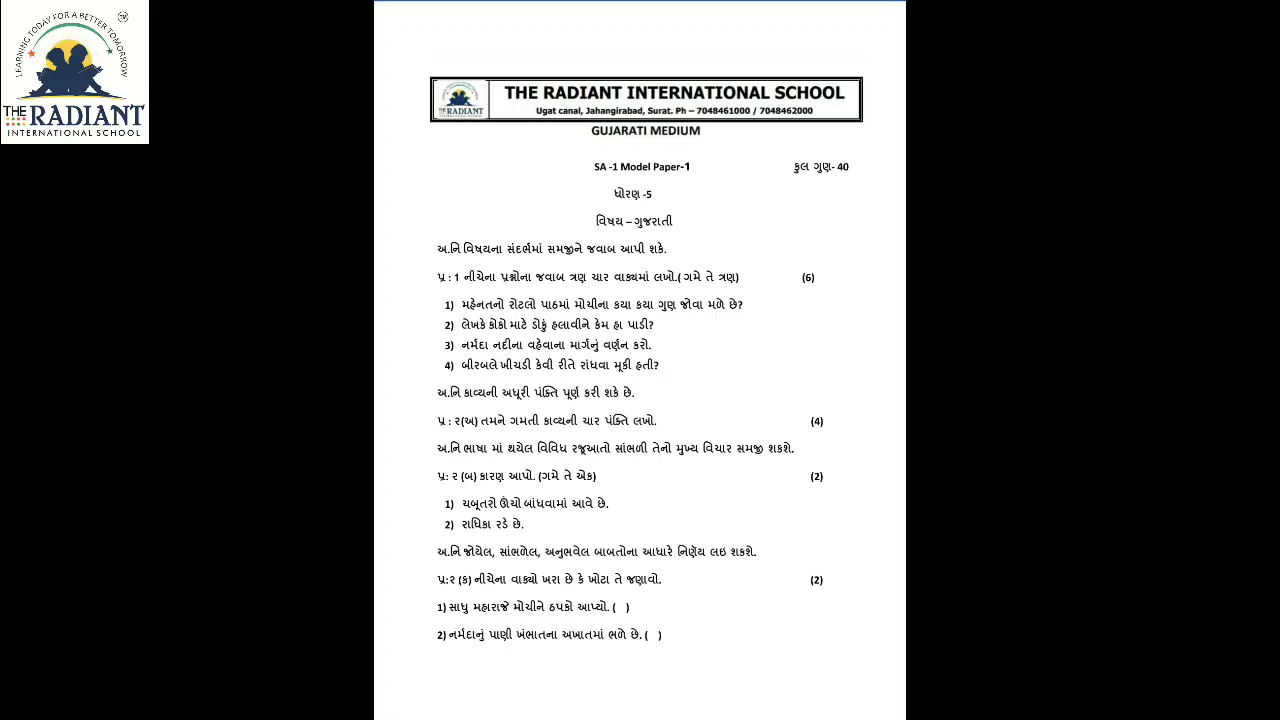 LEARNING TODAY FOR A BETTER TOMORROW
THE RADIANT
INTERNATIONAL SCHOOL
THE RADIANT INTERNATIONAL SCHOOL
Ugat canal, Jahangirabad, Surat. Ph – 7048461000 / 7048462000
THE RADIANT
GUJARATI MEDIUM
SA -1 Model Paper-1 કુલ ગુણ- 40
ધોરણ -5
વિષય – ગુજરાતી
અ.નિ વિષયના સંદર્ભમાં સમજીને જવાબ આપી શકે.
પ્ર : 1 નીચેના પ્રશ્નોના જવાબ ત્રણ ચાર વાક્યમાં લખો.( ગમે તે ત્રણ) (6)
1) મહેનતનો રોટલો પાઠમાં મોચીના કયા કયા ગુણ જોવા મળે છે?
2) લેખકે કોકો માટે ડોકું હલાવીને કેમ હા પાડી?
3) નર્મદા નદીના વહેવાના માર્ગનું વર્ણન કરો.
4) બીરબલે ખીચડી કેવી રીતે રાંધવા મૂકી હતી?
અ.નિ કાવ્યની અધૂરી પંક્તિ પૂર્ણ કરી શકે છે.
પ્ર : ૨(અ) તમને ગમતી કાવ્યની ચાર પંક્તિ લખો. (4)
અ.નિ ભાષા માં થયેલ વિવિધ રજૂઆતો સાંભળી તેનો મુખ્ય વિચાર સમજી શકશે.
પ્ર: ૨ (બ) કારણ આપો. (ગમે તે એક) (2)
1) ચબૂતરો ઊંચો બાંધવામાં આવે છે.
2) રાધિકા રડે છે.
અ.નિ જોયેલ, સાંભળેલ, અનુભવેલ બાબતોના આધારે નિર્ણય લઇ શકશે.
પ્ર:૨ (ક) નીચેના વાક્યો ખરા છે કે ખોટા તે જણાવો. (2)
1) સાધુ મહારાજે મોચીને ઠપકો આપ્યો. ( )
2) નર્મદાનું પાણી ખંભાતના અખાતમાં ભળે છે. ( )